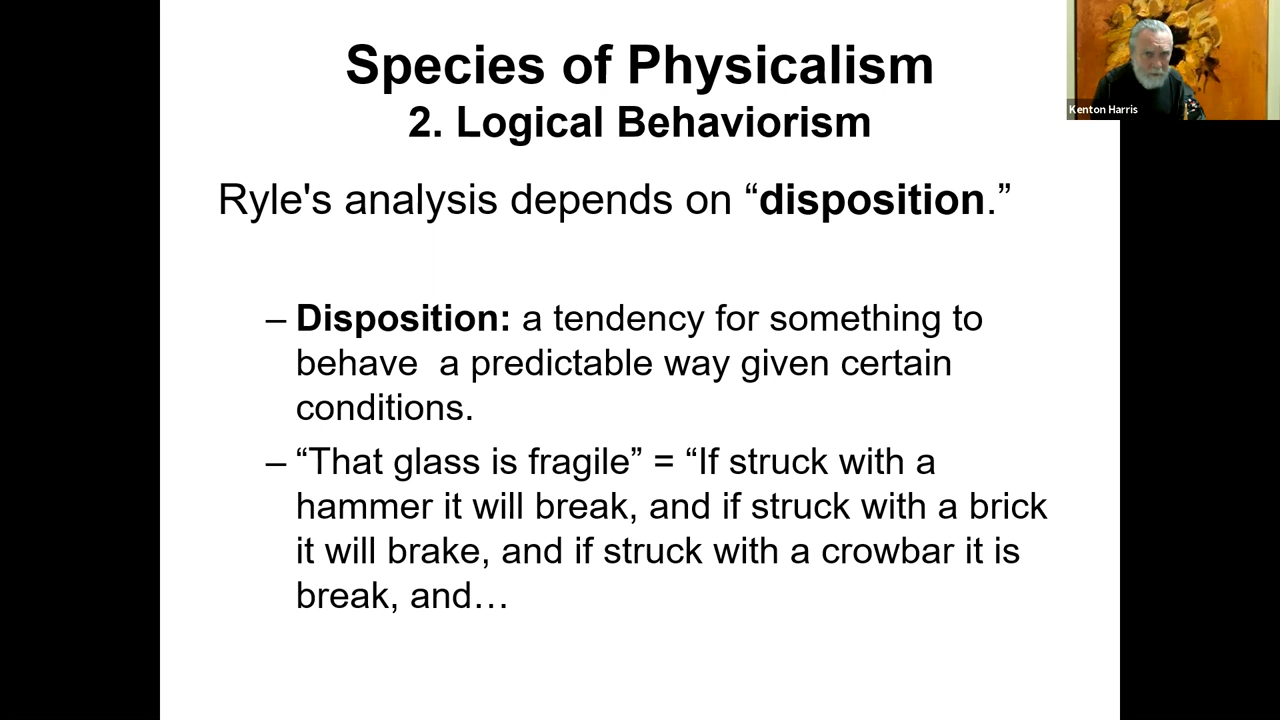 Species of Physicalism
2. Logical Behaviorism
Kenton Harris
Ryle's analysis depends on “disposition.”
– Disposition: a tendency for something to
behave  a predictable way given certain
conditions.
– “That glass is fragile” = “If struck with a
hammer it will break, and if struck with a brick
it will brake, and if struck with a crowbar it is
break, and…